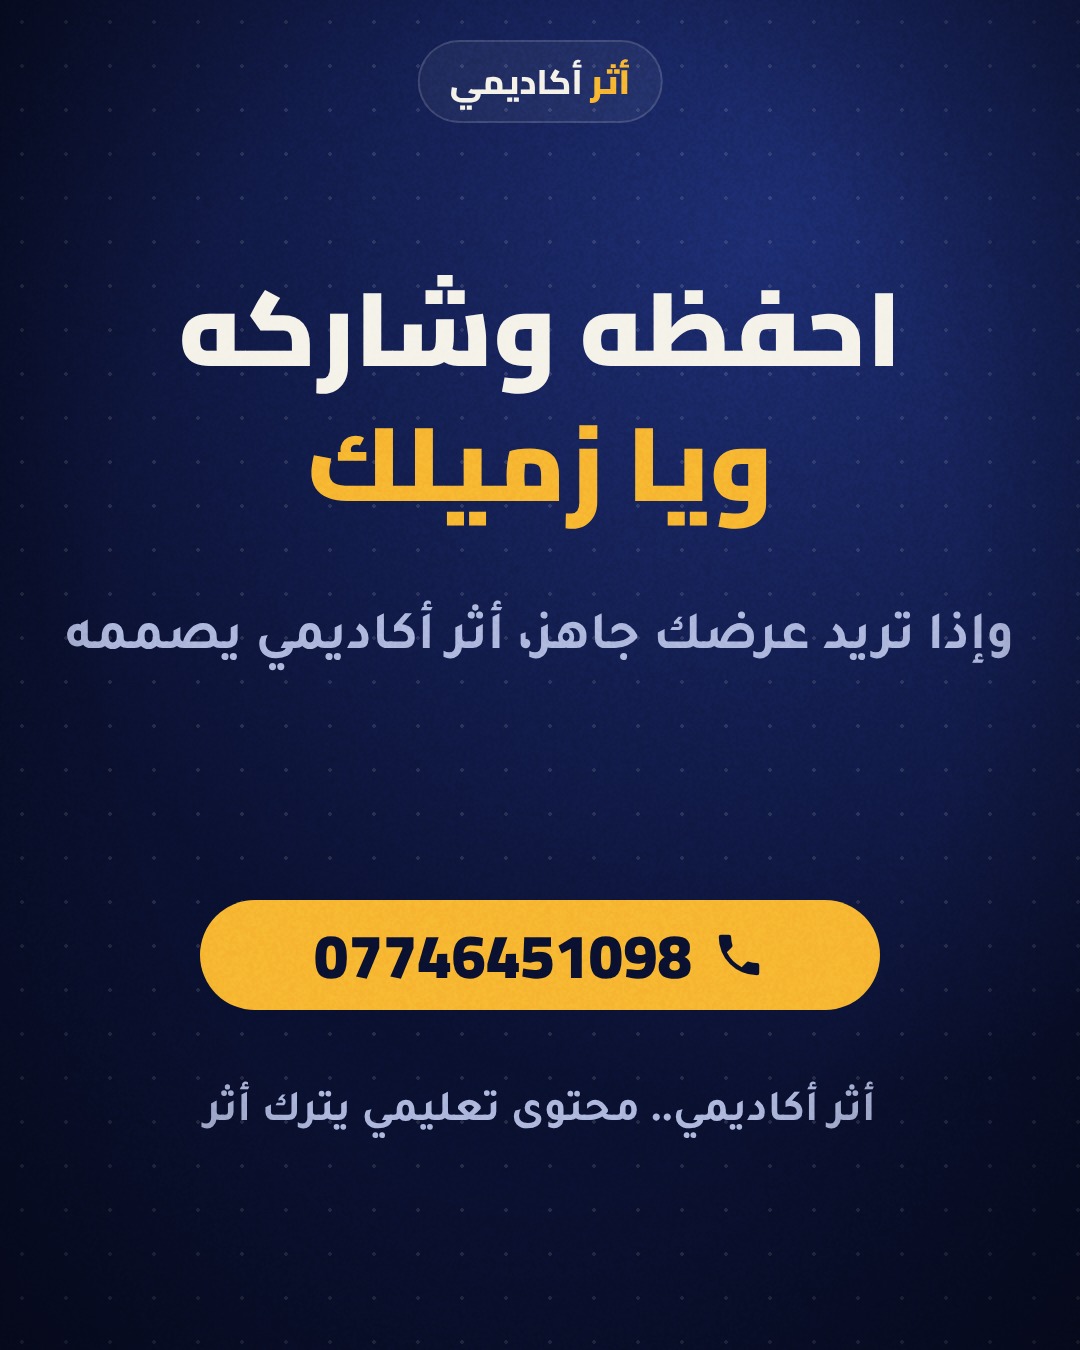 أثر أكاديمي
احفظه وشاركه
ويا زميلك
وإذا تريد عرضك جاهز، أثر أكاديمي يصممه
07746451098
أثر أكاديمي.. محتوى تعليمي يترك أثر